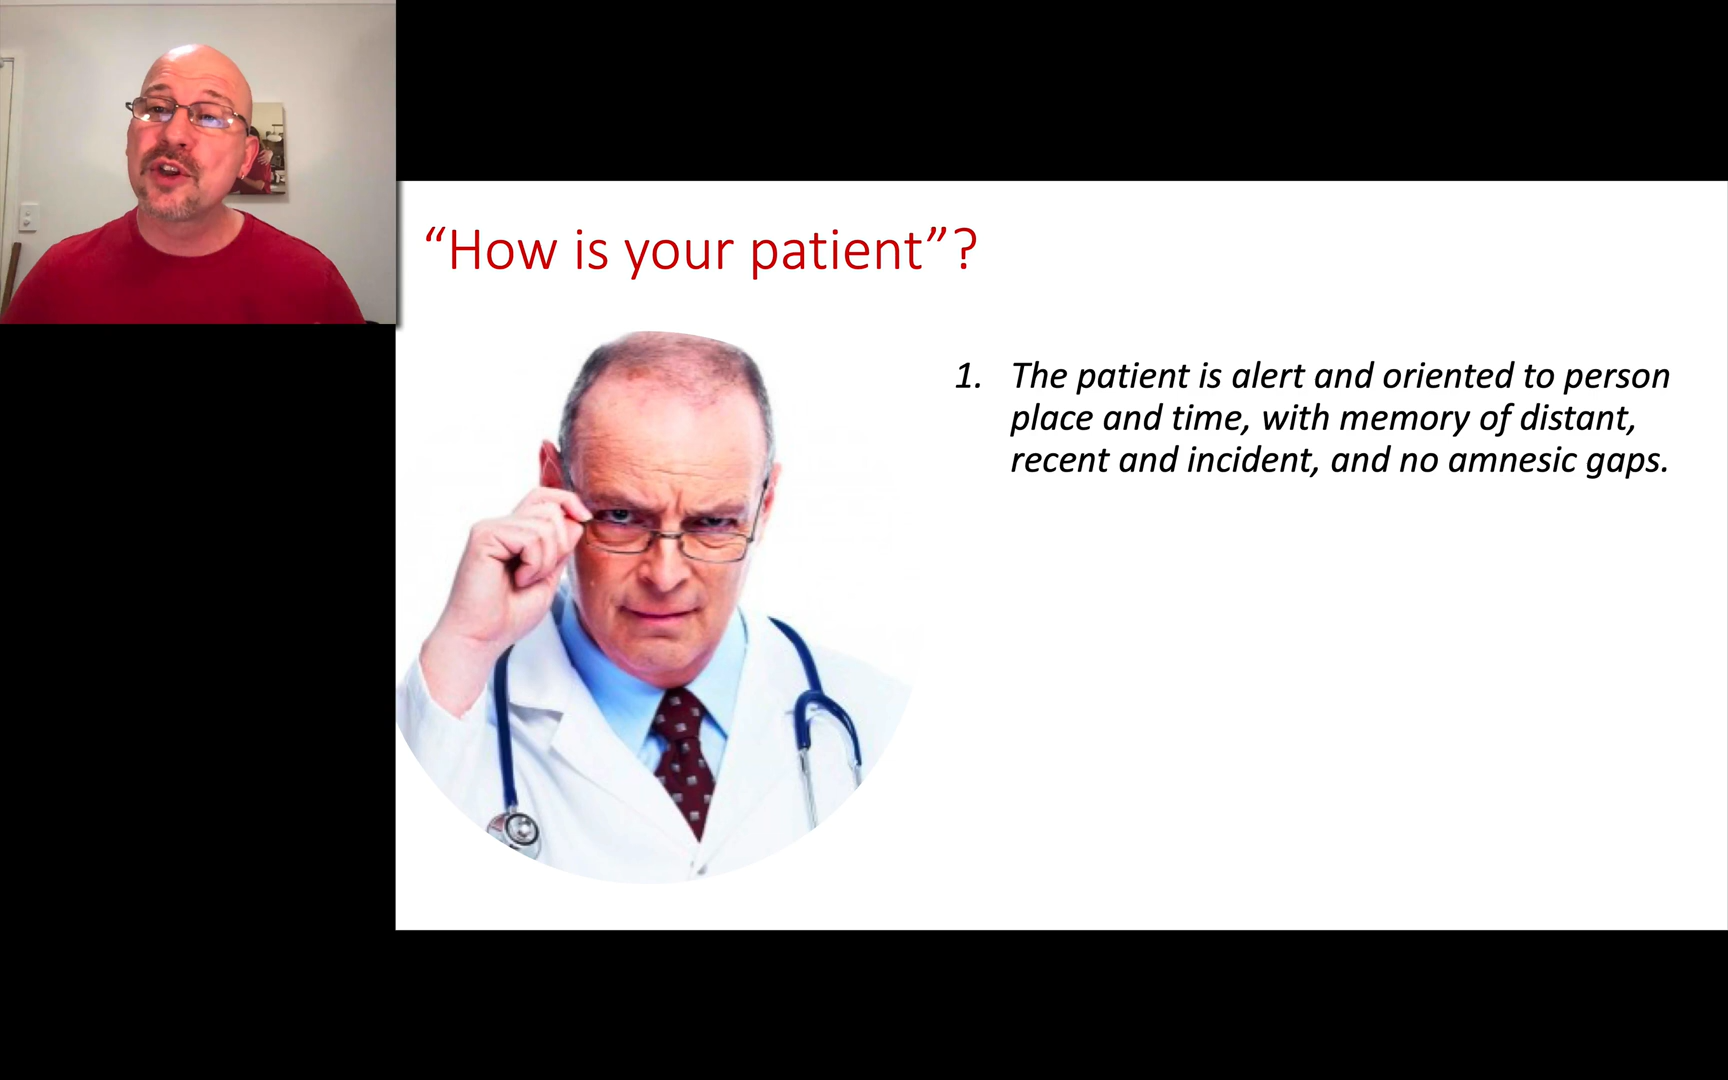 “How is your patient”?
1. The patient is alert and oriented to person
place and time, with memory of distant,
recent and incident, and no amnesic gaps.